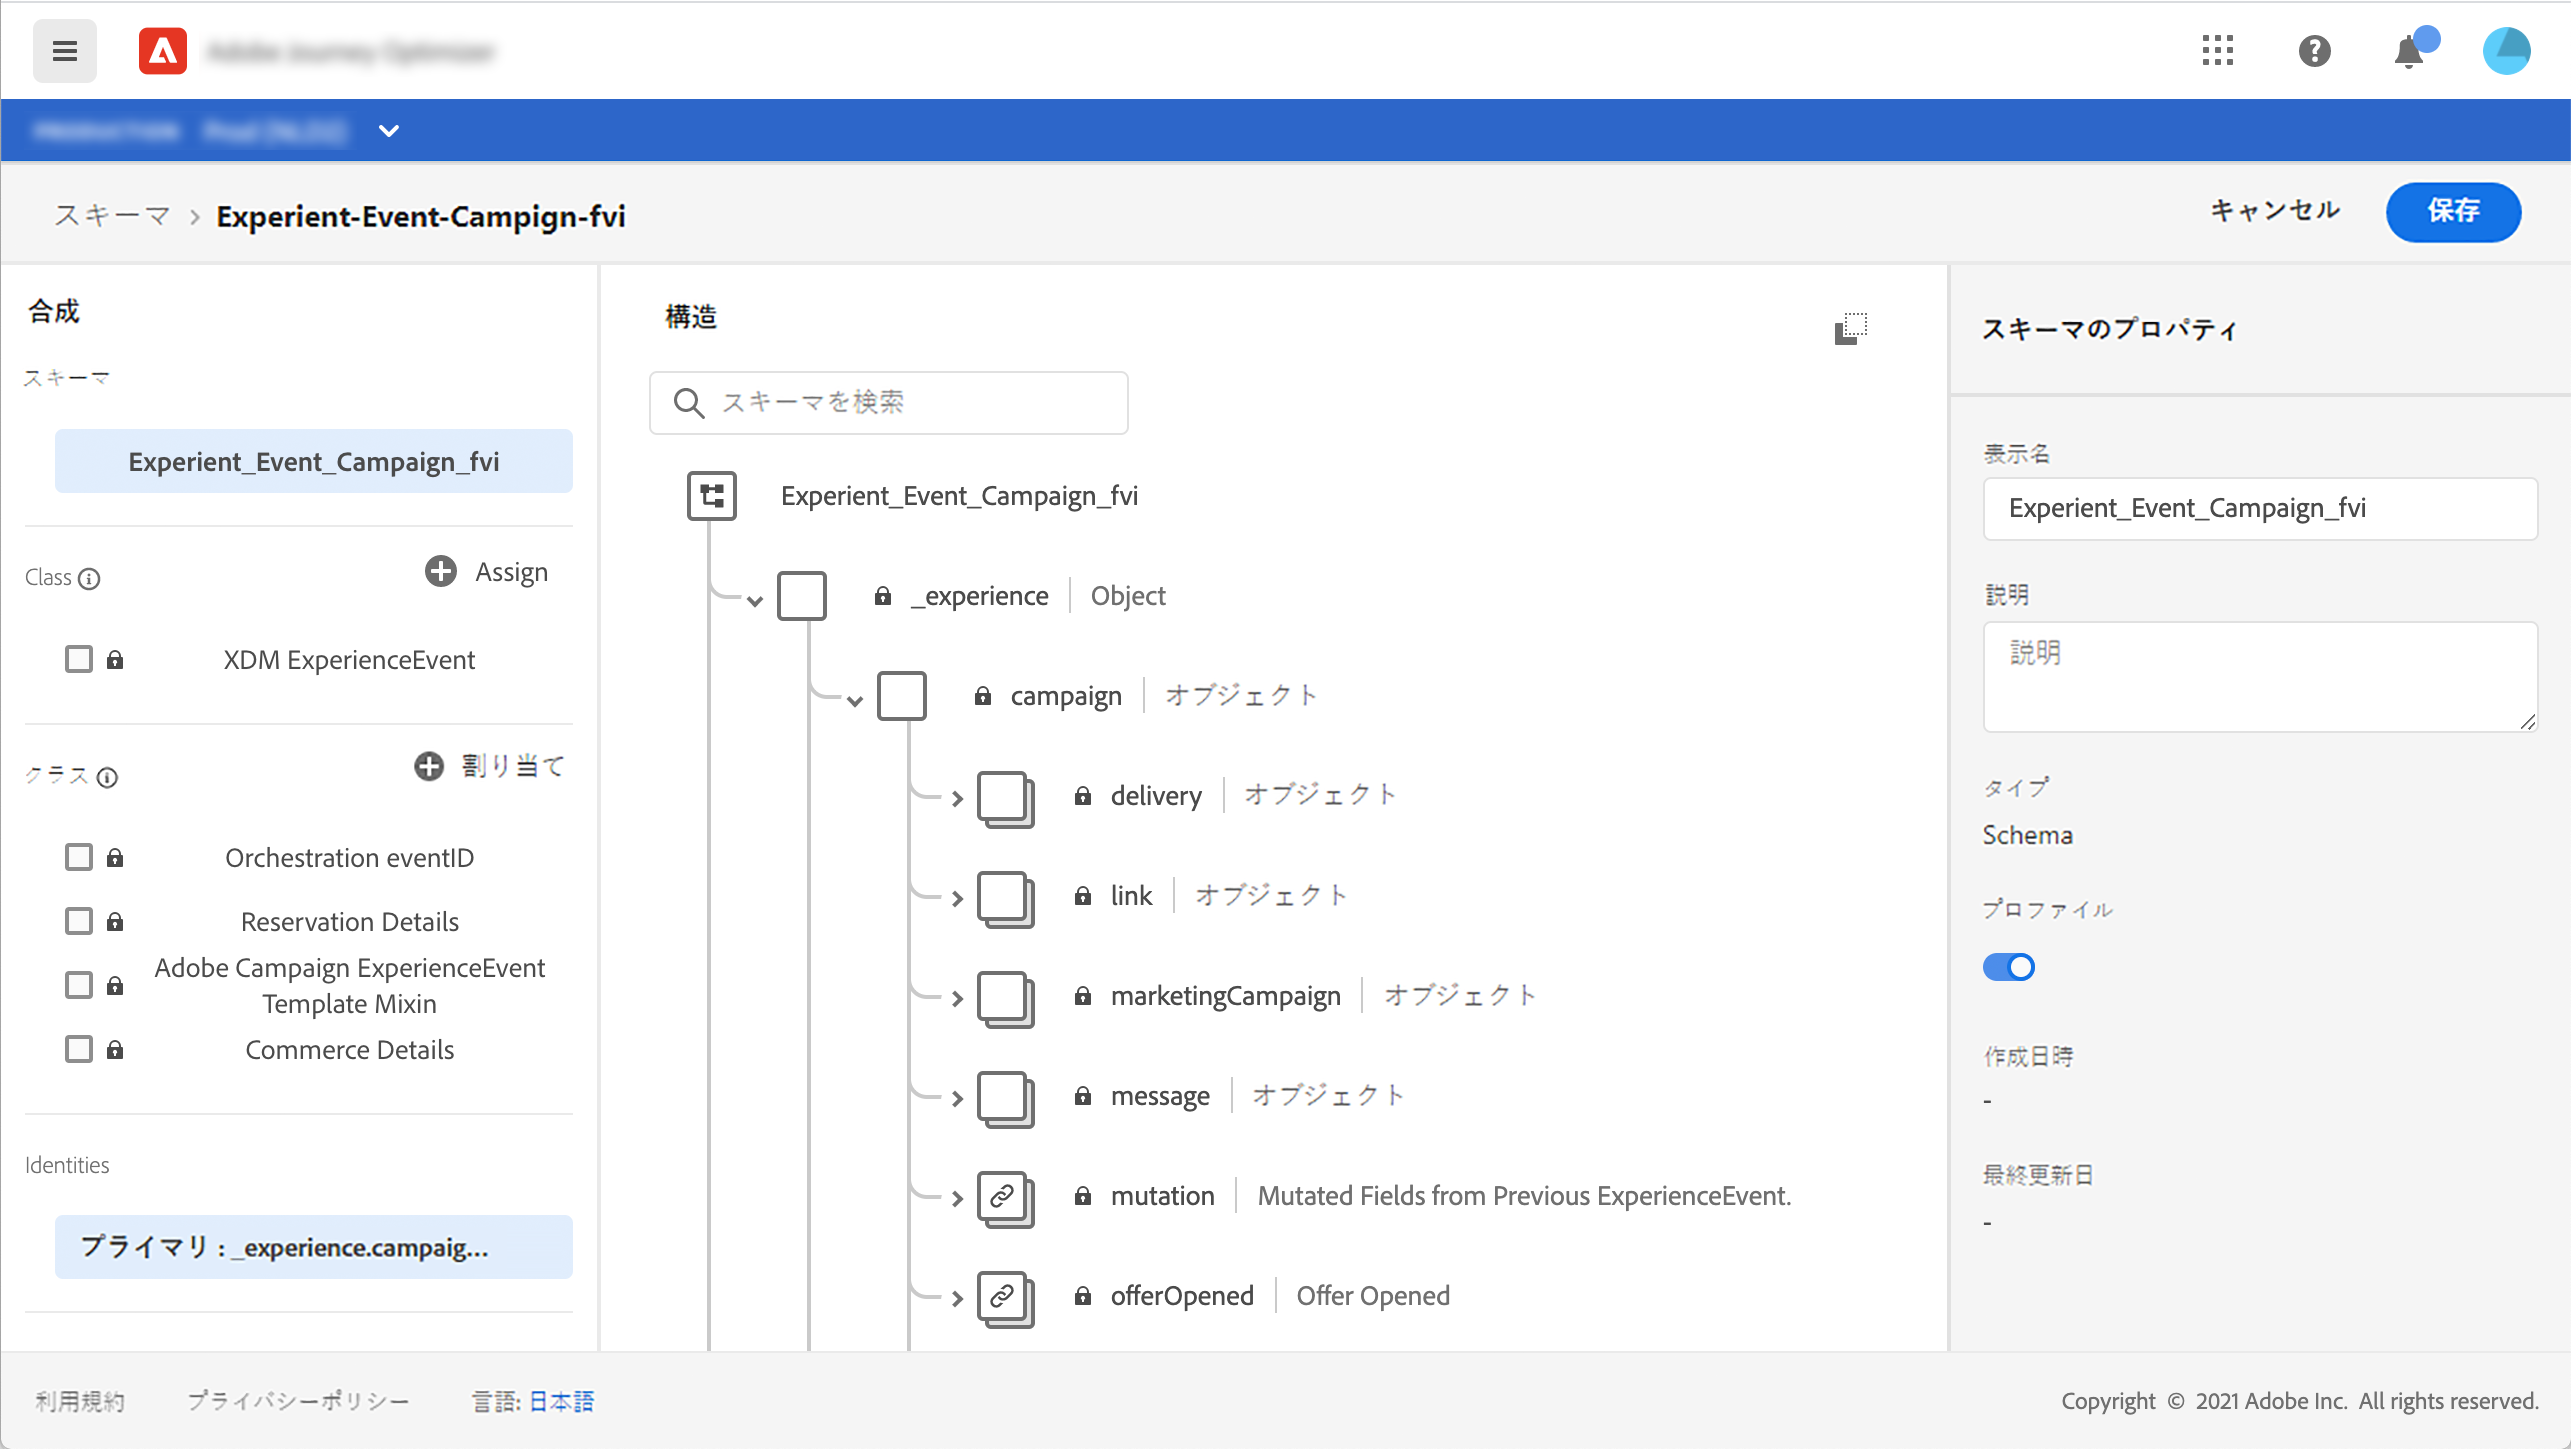 スキーマ > Experient-Event-Campign-fvi
キャンセル
保存
合成
スキーマ
Experient_Event_Campaign_fvi
Class
Assign
XDM ExperienceEvent
クラス
割り当て
Orchestration eventID
Reservation Details
Adobe Campaign ExperienceEvent
Template Mixin
Commerce Details
Identities
プライマリ : _experience.campaig...
構造
スキーマを検索
Experient_Event_Campaign_fvi
_experience Object
campaign オブジェクト
delivery オブジェクト
link オブジェクト
marketingCampaign オブジェクト
message オブジェクト
mutation Mutated Fields from Previous ExperienceEvent.
offerOpened Offer Opened
スキーマのプロパティ
表示名
Experient_Event_Campaign_fvi
説明
説明
タイプ
Schema
プロファイル
作成日時
-
最終更新日
-
利用規約 プライバシーポリシー 言語: 日本語
Copyright © 2021 Adobe Inc. All rights reserved.